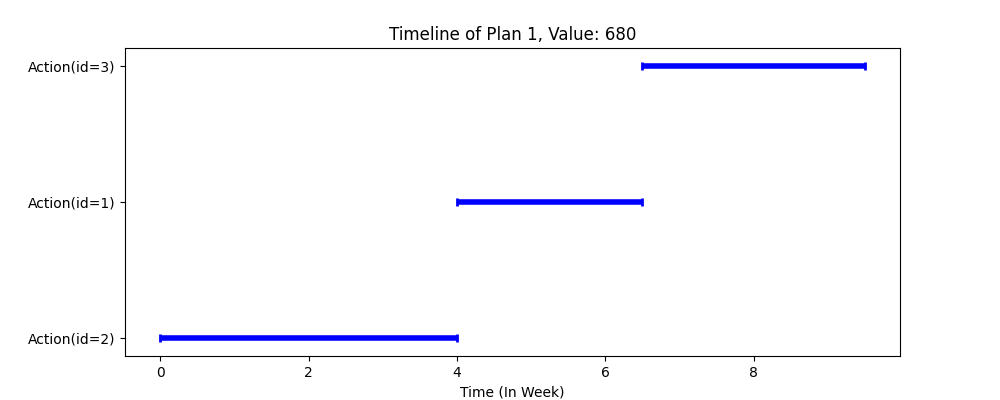 Timeline of Plan 1, Value: 680
Action(id=3)
Action(id=1)
Action(id=2)
0 2 4 6 8
Time (In Week)